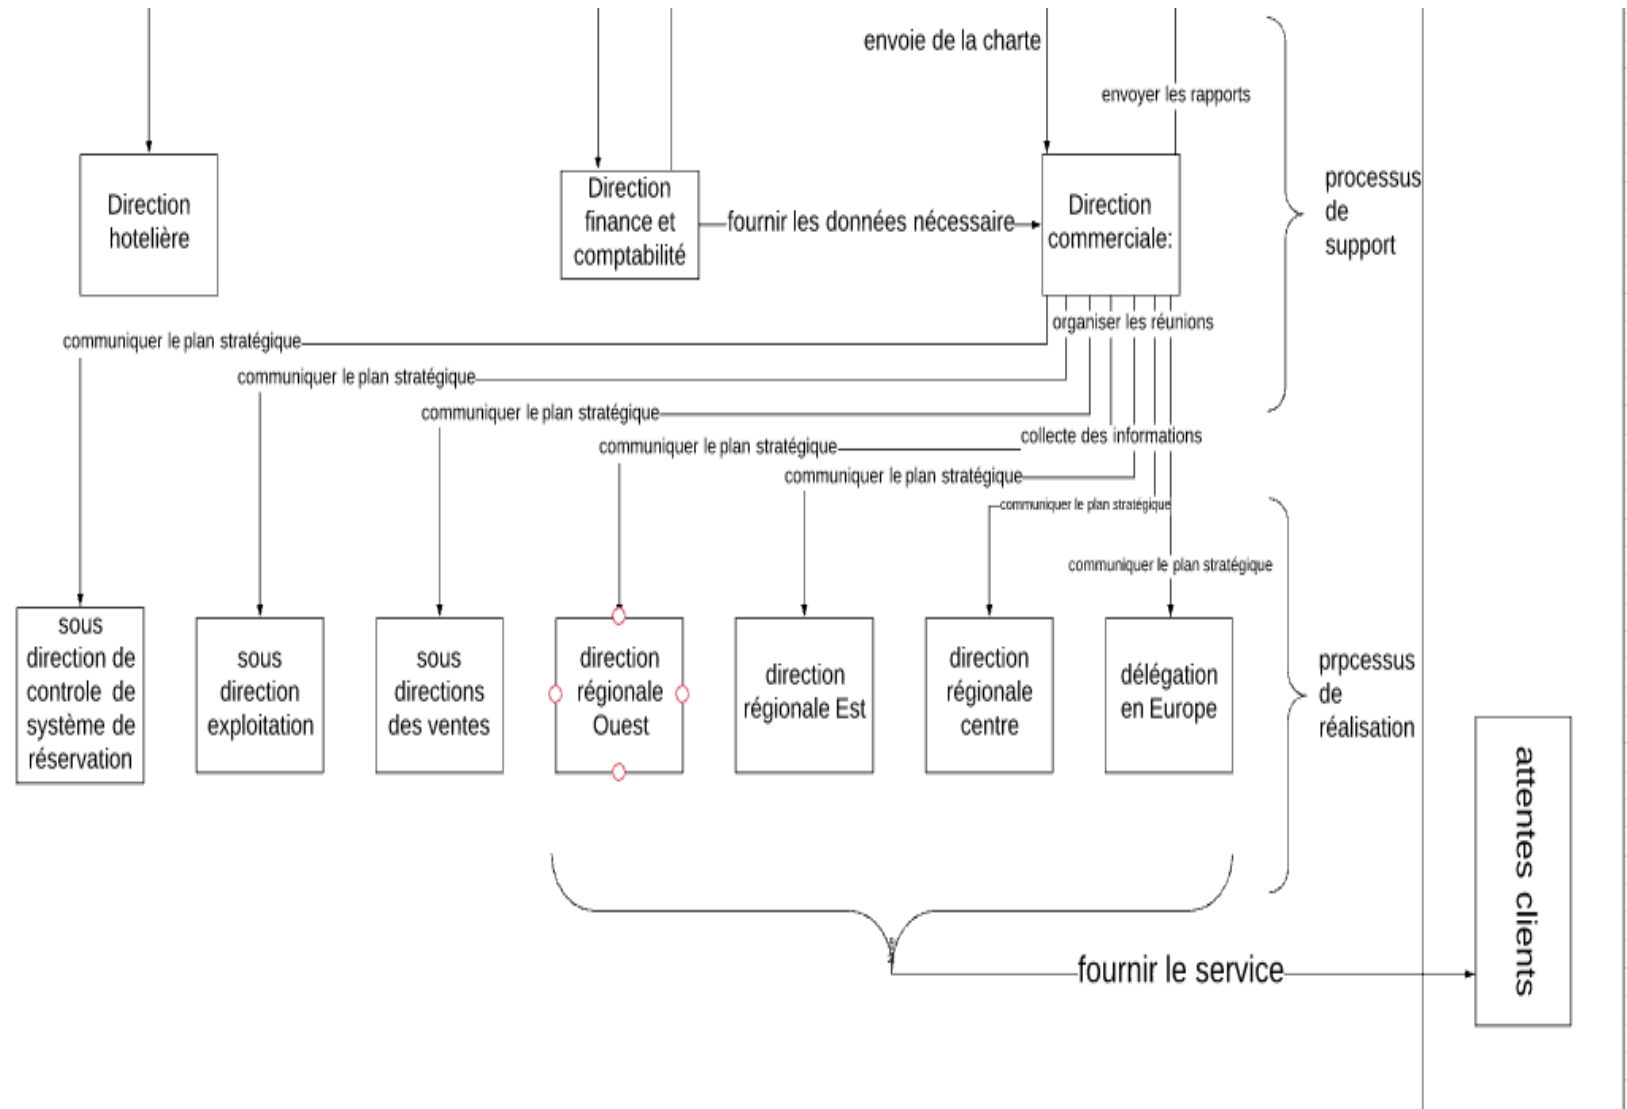 envoie de la charte
envoyer les rapports
Direction
hotelière
Direction
finance et
comptabilité
fournir les données nécessaire
Direction
commerciale:
processus
de
support
organiser les réunions
communiquer le plan stratégique
communiquer le plan stratégique
communiquer le plan stratégique
collecte des informations
communiquer le plan stratégique
communiquer le plan stratégique
communiquer le plan stratégique
communiquer le plan stratégique
sous
direction de
controle de
système de
réservation
sous
direction
exploitation
sous
directions
des ventes
direction
régionale
Ouest
direction
régionale Est
direction
régionale
centre
délégation
en Europe
prpcessus
de
réalisation
attentes clients
fournir le service